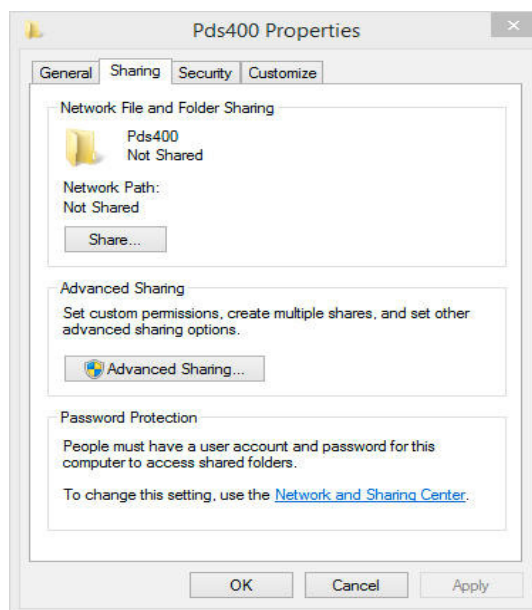 Pds400 Properties
General Sharing Security Customize
Network File and Folder Sharing
Pds400
Not Shared
Network Path:
Not Shared
Share...
Advanced Sharing
Set custom permissions, create multiple shares, and set other
advanced sharing options.
Advanced Sharing...
Password Protection
People must have a user account and password for this
computer to access shared folders.
To change this setting, use the Network and Sharing Center.
OK Cancel Apply